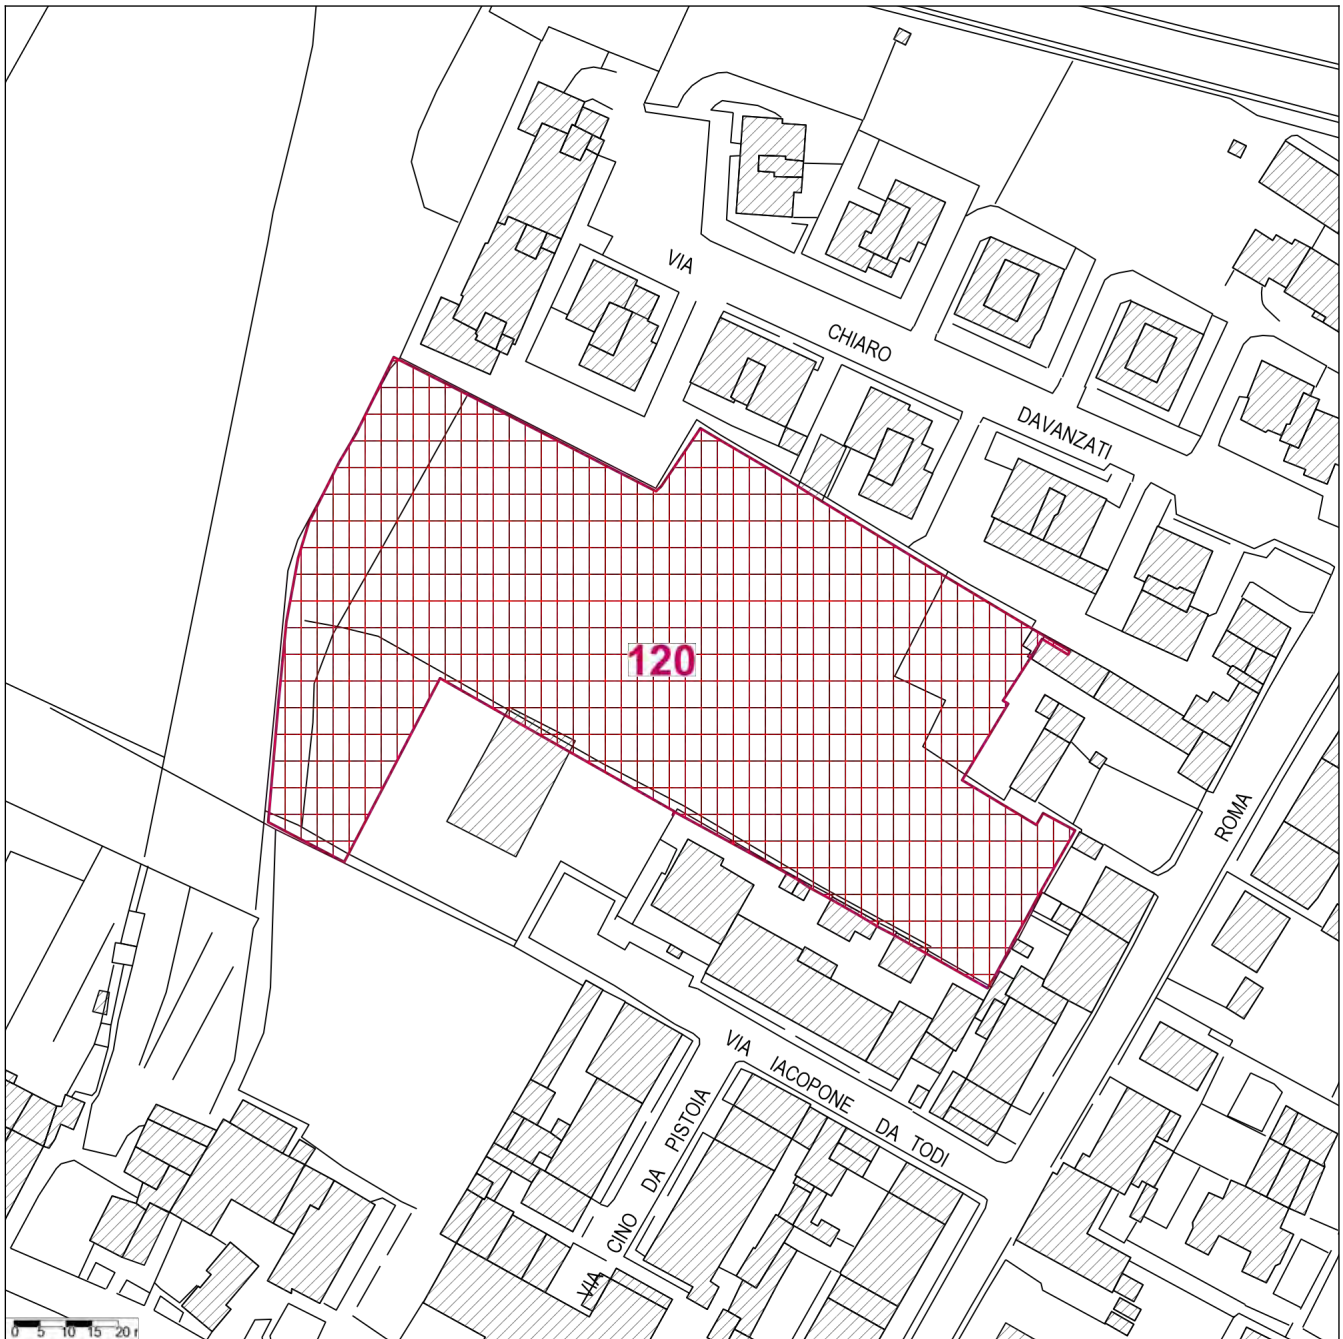 VIA
CHIARO
DAVANZATI
120
ROMA
VIA IACOPONE DA TODI
VIA CINO DA PISTOIA
0 5 10 15 20